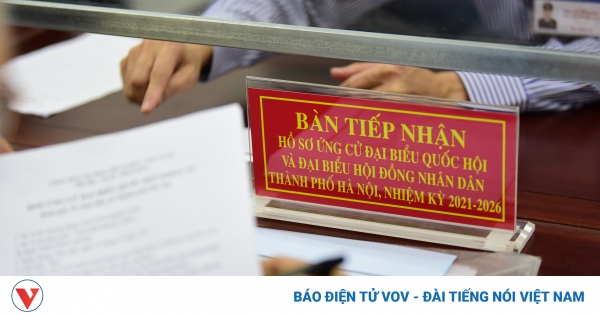 BÀN TIẾP NHẬN
HỒ SƠ ỨNG CỬ ĐẠI BIỂU QUỐC HỘI
VÀ ĐẠI BIỂU HỘI ĐỒNG NHÂN DÂN
THÀNH PHỐ HÀ NỘI, NHIỆM KỲ 2021-2026
BÁO ĐIỆN TỬ VOV - ĐÀI TIẾNG NÓI VIỆT NAM